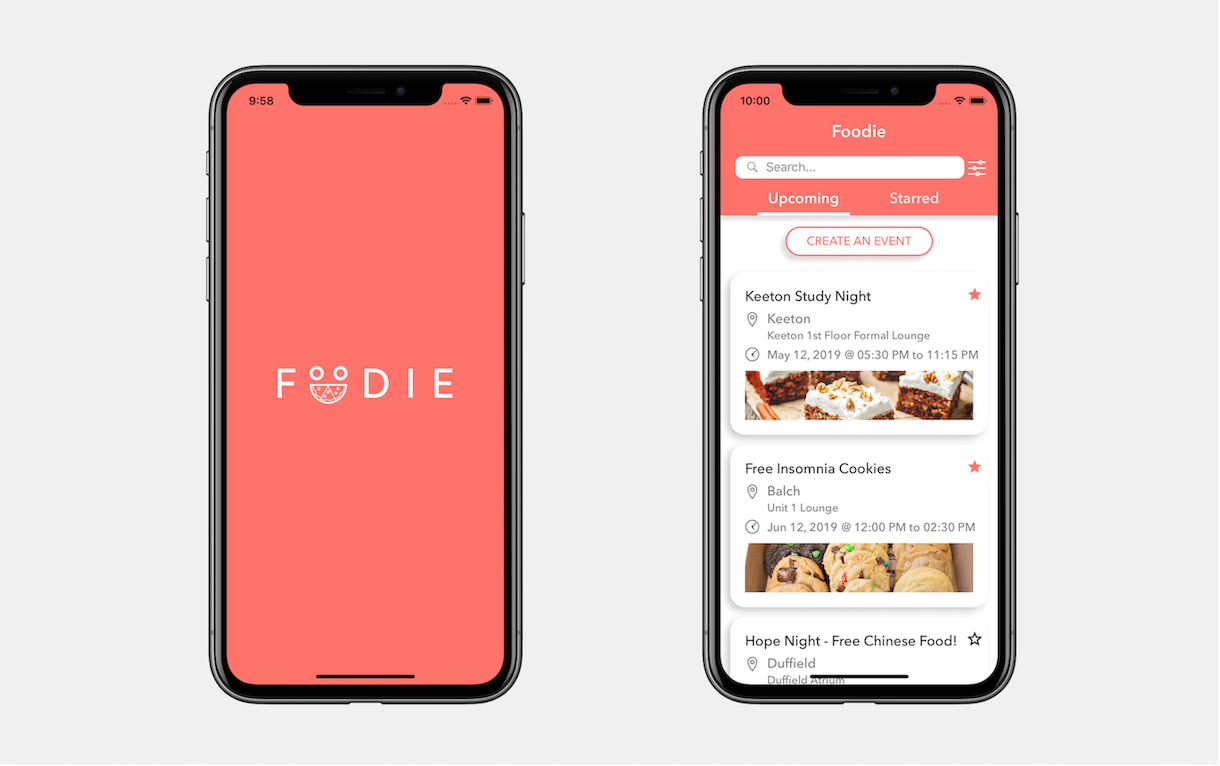 9:58
FOODIE
10:00
Foodie
Search...
Upcoming Starred
CREATE AN EVENT
Keeton Study Night
Keeton
Keeton 1st Floor Formal Lounge
May 12, 2019 @ 05:30 PM to 11:15 PM
Free Insomnia Cookies
Balch
Unit 1 Lounge
Jun 12, 2019 @ 12:00 PM to 02:30 PM
Hope Night - Free Chinese Food!
Duffield
Duffield Atrium